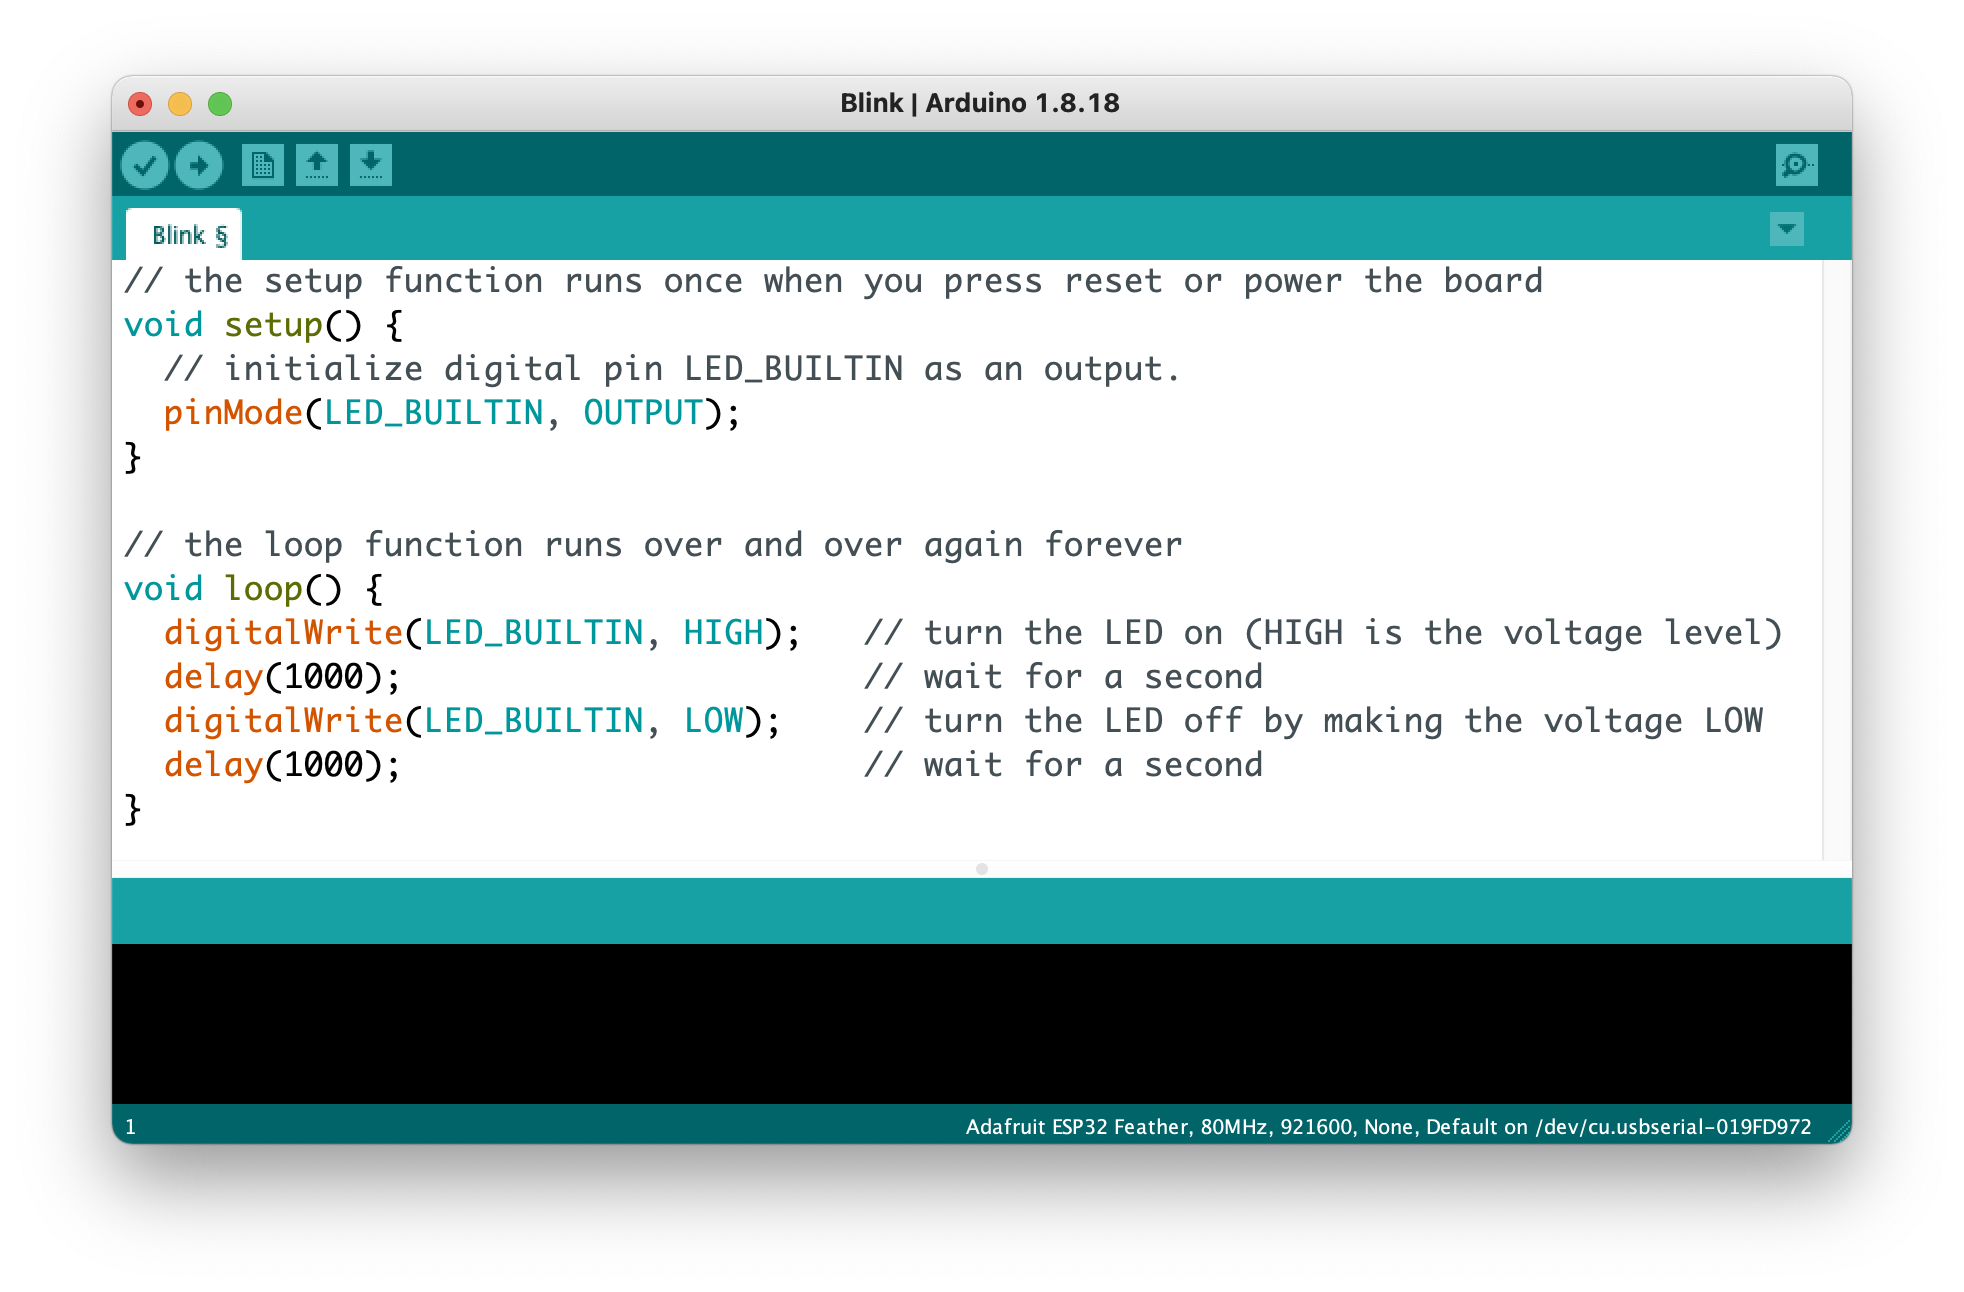 Blink | Arduino 1.8.18
Blink §
// the setup function runs once when you press reset or power the board
void setup() {
  // initialize digital pin LED_BUILTIN as an output.
  pinMode(LED_BUILTIN, OUTPUT);
}

// the loop function runs over and over again forever
void loop() {
  digitalWrite(LED_BUILTIN, HIGH);   // turn the LED on (HIGH is the voltage level)
  delay(1000);                       // wait for a second
  digitalWrite(LED_BUILTIN, LOW);    // turn the LED off by making the voltage LOW
  delay(1000);                       // wait for a second
}
1
Adafruit ESP32 Feather, 80MHz, 921600, None, Default on /dev/cu.usbserial-019FD972